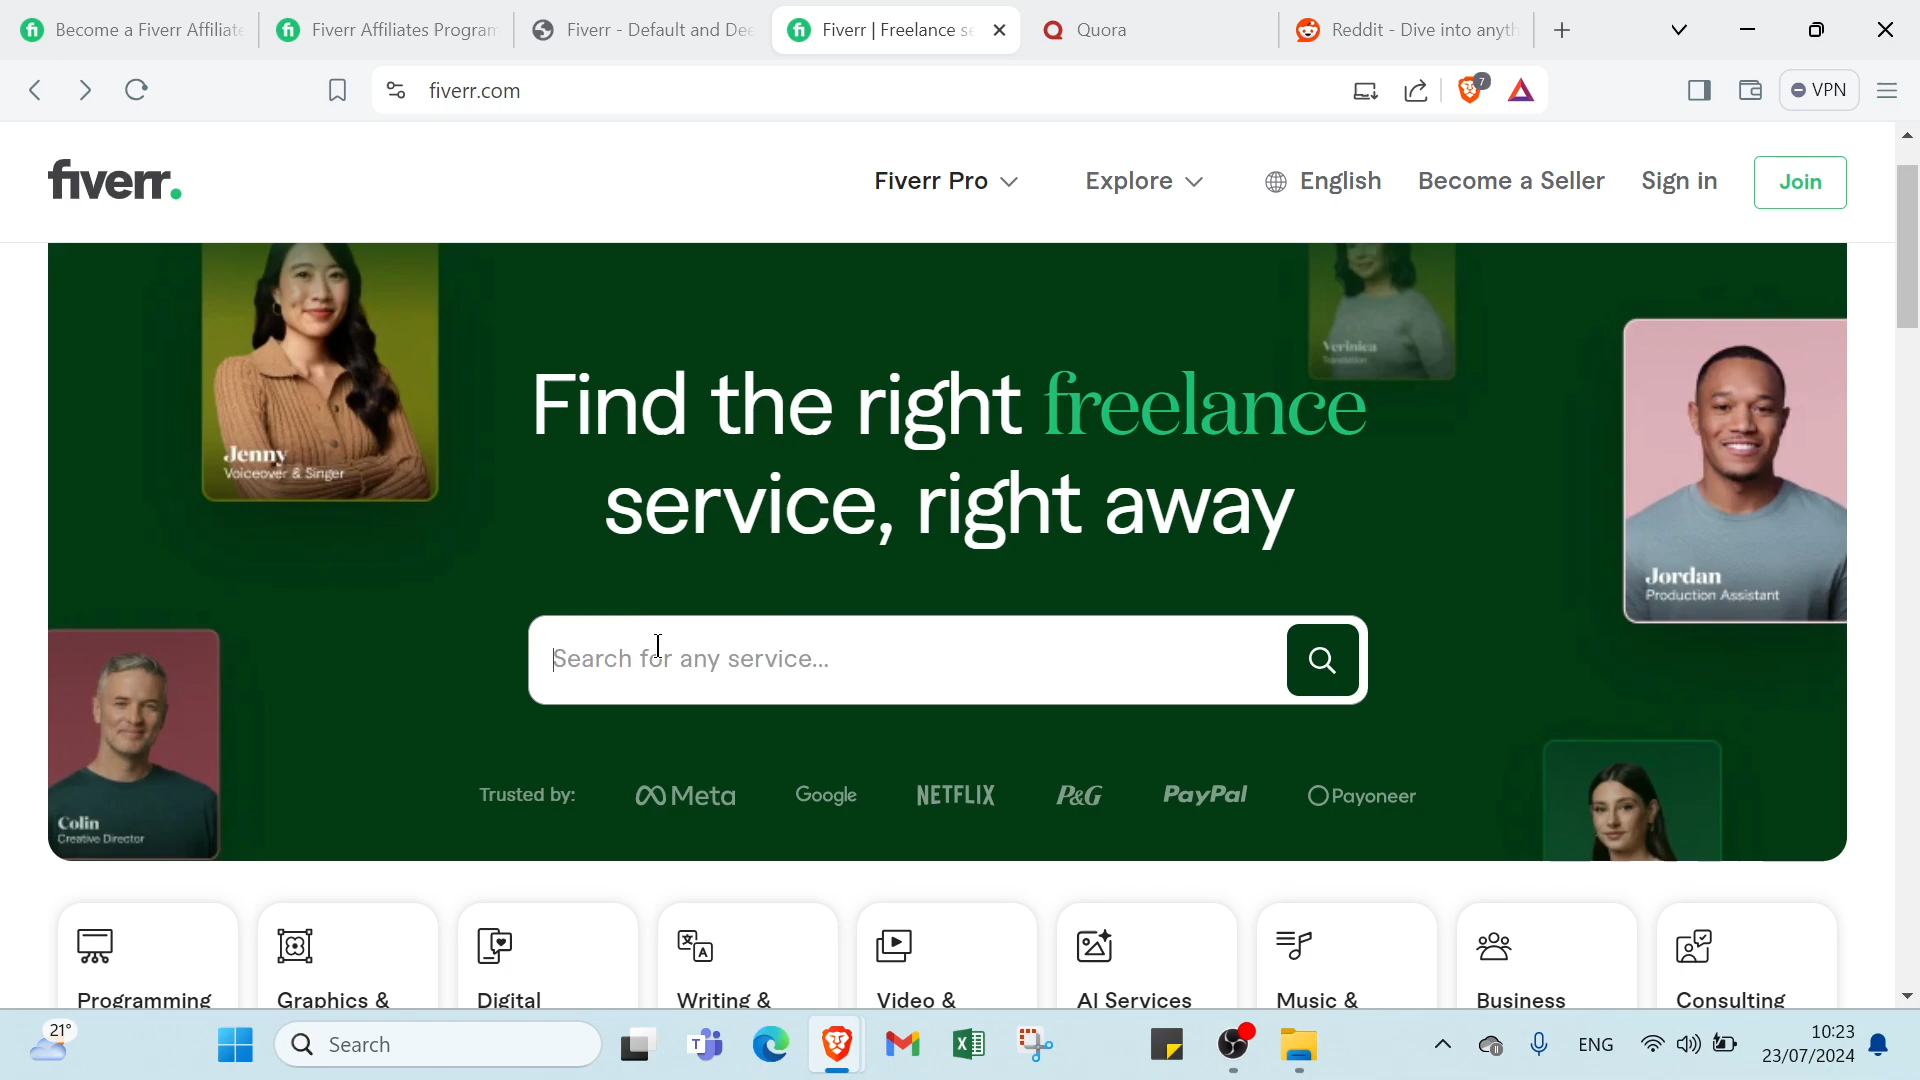 Become a Fiverr Affiliate
Fiverr Affiliates Program
Fiverr - Default and Dee
Fiverr | Freelance se
Quora
Reddit - Dive into anyth
fiverr.com
7
VPN
fiverr.
Fiverr Pro
Explore
English
Become a Seller
Sign in
Join
Find the right freelance
service, right away
Jenny
Voiceover & Singer
Verinica
Translation
Jordan
Production Assistant
Colin
Creative Director
Search for any service...
Trusted by:
Meta
Google
NETFLIX
P&G
PayPal
Payoneer
Programming
Graphics &
Digital
Writing &
Video &
AI Services
Music &
Business
Consulting
21°
Search
ENG
10:23
23/07/2024